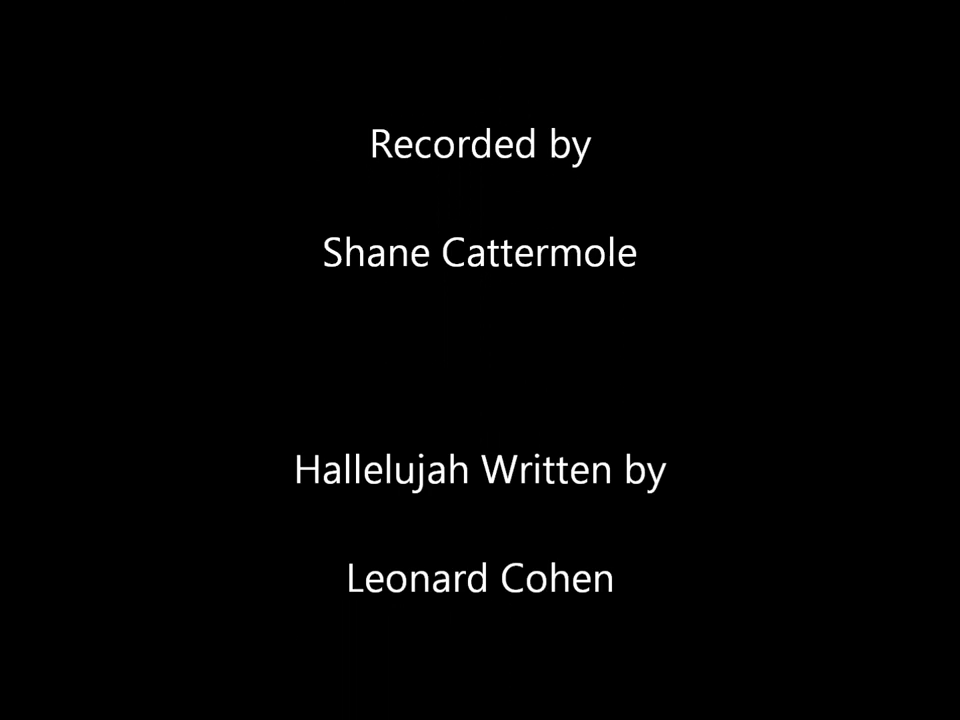 Recorded by
Shane Cattermole
Hallelujah Written by
Leonard Cohen